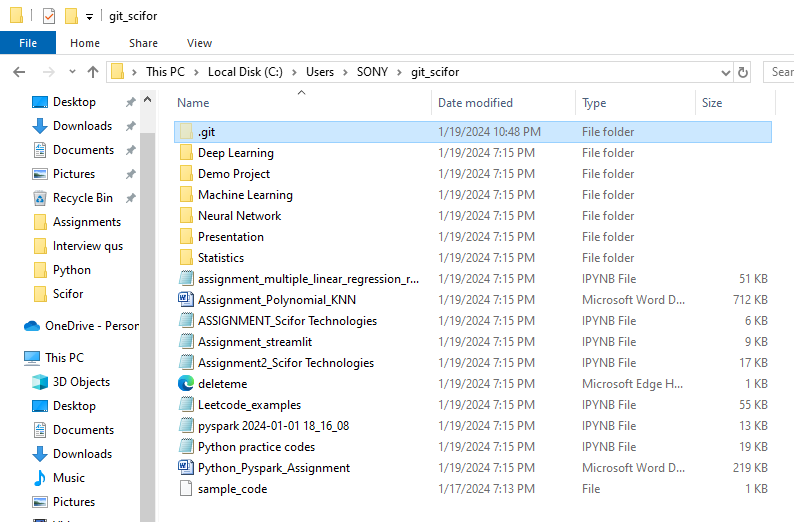 git_scifor
File Home Share View
This PC Local Disk (C:) Users SONY git_scifor Sear
Desktop
Downloads
Documents
Pictures
Recycle Bin
Assignments
Interview qus
Python
Scifor
OneDrive - Person
This PC
3D Objects
Desktop
Documents
Downloads
Music
Pictures
Name Date modified Type Size
.git 1/19/2024 10:48 PM File folder
Deep Learning 1/19/2024 7:15 PM File folder
Demo Project 1/19/2024 7:15 PM File folder
Machine Learning 1/19/2024 7:15 PM File folder
Neural Network 1/19/2024 7:15 PM File folder
Presentation 1/19/2024 7:15 PM File folder
Statistics 1/19/2024 7:15 PM File folder
assignment_multiple_linear_regression_r... 1/19/2024 7:15 PM IPYNB File 51 KB
Assignment_Polynomial_KNN 1/19/2024 7:15 PM Microsoft Word D... 712 KB
ASSIGNMENT_Scifor Technologies 1/19/2024 7:15 PM IPYNB File 6 KB
Assignment_streamlit 1/19/2024 7:15 PM IPYNB File 9 KB
Assignment2_Scifor Technologies 1/19/2024 7:15 PM IPYNB File 17 KB
deleteme 1/19/2024 7:15 PM Microsoft Edge H... 1 KB
Leetcode_examples 1/19/2024 7:15 PM IPYNB File 55 KB
pyspark 2024-01-01 18_16_08 1/19/2024 7:15 PM IPYNB File 13 KB
Python practice codes 1/19/2024 7:15 PM IPYNB File 19 KB
Python_Pyspark_Assignment 1/19/2024 7:15 PM Microsoft Word D... 219 KB
sample_code 1/17/2024 7:13 PM File 1 KB